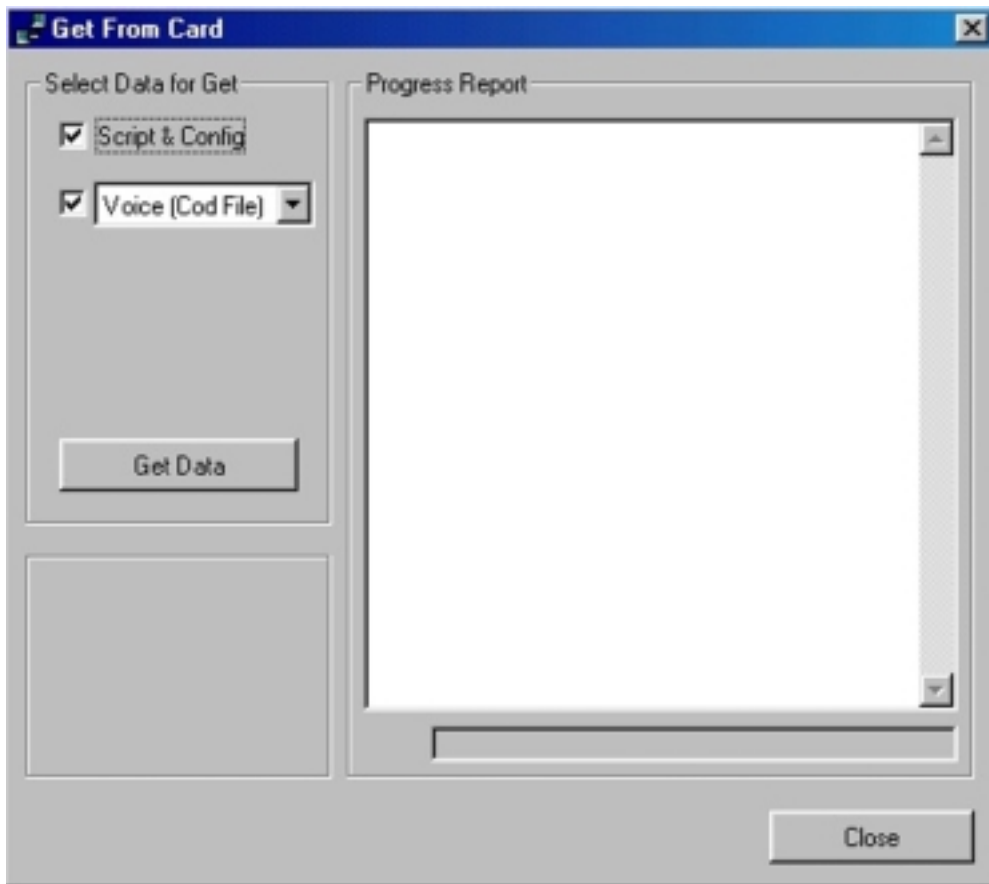 Get From Card
Select Data for Get
Script & Config
Voice (Cod File)
Get Data
Progress Report
Close